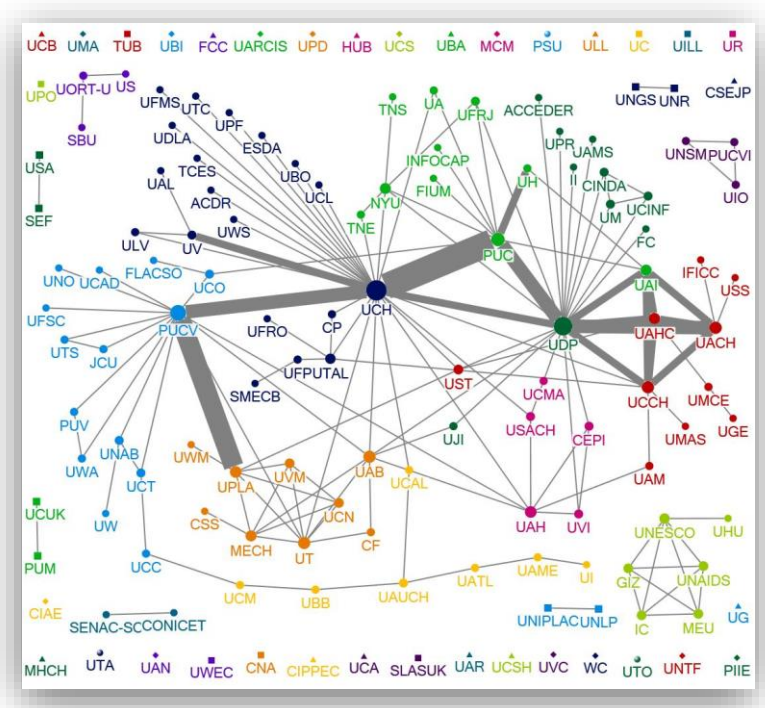 UCB UMA TUB UBI FCC UARCIS UPD HUB UCS UBA MCM PSU ULL UC UILL UR
UPO UORT-U US UFMS UTC TNS UA UFRJ ACCEDER UNGS UNR CSEJP
SBU UDLA UPF ESDA INFOCAP UPR UAMS UNSM PUCVI
USA TCES UBO UCL FIUM UH II CINDA UIO
SEF UAL ACDR NYU UM UCINF
ULV UV UWS TNE PUC FC
UNO UCAD FLACSO UCO UCH UAI IFICC USS
UFSC PUCV UFRO CP UDP UAHC UACH
UTS JCU UFPUTAL
SMECB UST UCMA UCCH UMCE
PUV UWA UNAB UCT UJI USACH CEPI UMAS UGE
UWM UPLA UVM UAB UCAL UAM
UCUK UW CSS UCN UAH UVI UNESCO UHU
PUM UCC MECH UT CF GIZ UNAIDS
CIAE UCM UBB UAUCH UATL UAME UI IC MEU
SENAC-SC CONICET UNIPLAC UNLP UG
MHCH UTA UAN UWEC CNA CIPPEC UCA SLASUK UAR UCSH UVC WC UTO UNTF PIIE